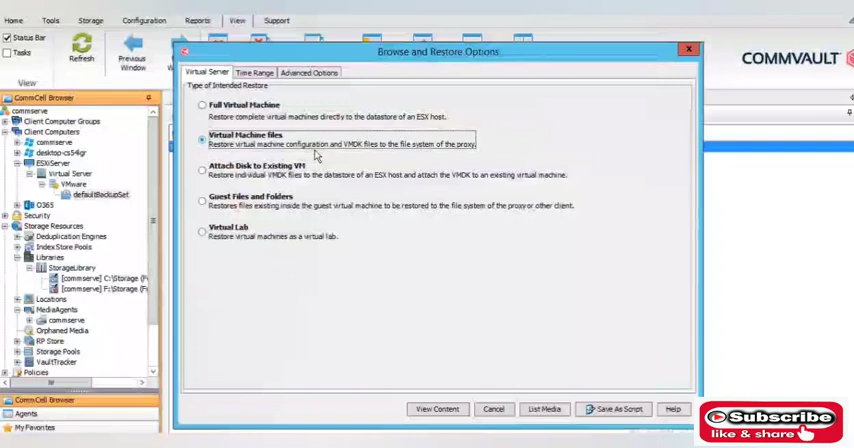 Home Tools Storage Configuration Reports View Support
Status Bar
Tasks
Refresh
Previous
Window
Next
Window
View
COMMVAULT
CommCell Browser
commserve
Client Computer Groups
Client Computers
commserve
desktop-cs54gr
ESXiServer
Virtual Server
VMware
defaultBackupSet
O365
Security
Storage Resources
Deduplication Engines
IndexStore Pools
Libraries
StorageLibrary
[commserve] C:\Storage (F
[commserve] F:\Storage (Fr
Locations
MediaAgents
commserve
Orphaned Media
RP Store
Storage Pools
VaultTracker
Policies
CommCell Browser
Agents
My Favorites
Browse and Restore Options
Virtual Server Time Range Advanced Options
Type of Intended Restore
Full Virtual Machine
Restore complete virtual machines directly to the datastore of an ESX host.
Virtual Machine files
Restore virtual machine configuration and VMDK files to the file system of the proxy.
Attach Disk to Existing VM
Restore individual VMDK files to the datastore of an ESX host and attach the VMDK to an existing virtual machine.
Guest Files and Folders
Restores files existing inside the guest virtual machine to be restored to the file system of the proxy or other client.
Virtual Lab
Restore virtual machines as a virtual lab.
View Content Cancel List Media Save As Script Help
Subscribe
like & share